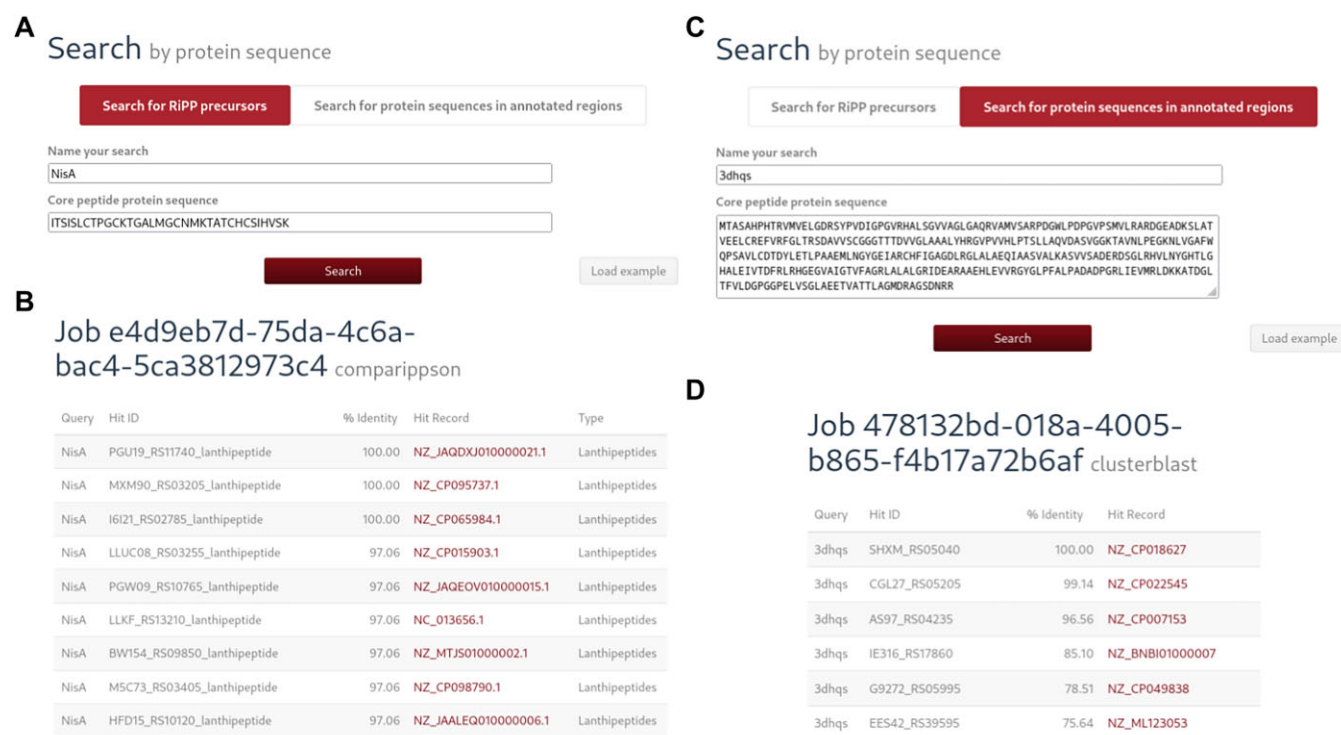 A
Search by protein sequence
Search for RiPP precursors
Search for protein sequences in annotated regions
Name your search
NisA
Core peptide protein sequence
ITSISLCTPGCKTGALMGCNMKTATCHCSIHVSK
Search
Load example
B
Job e4d9eb7d-75da-4c6a-
bac4-5ca3812973c4 comparippson
Query Hit ID % Identity Hit Record Type
NisA PGU19_RS11740_lanthipeptide 100.00 NZ_JAQDXJ010000021.1 Lanthipeptides
NisA MXM90_RS03205_lanthipeptide 100.00 NZ_CP095737.1 Lanthipeptides
NisA I6I21_RS02785_lanthipeptide 100.00 NZ_CP065984.1 Lanthipeptides
NisA LLUC08_RS03255_lanthipeptide 97.06 NZ_CP015903.1 Lanthipeptides
NisA PGW09_RS10765_lanthipeptide 97.06 NZ_JAQEOV010000015.1 Lanthipeptides
NisA LLKF_RS13210_lanthipeptide 97.06 NC_013656.1 Lanthipeptides
NisA BW154_RS09850_lanthipeptide 97.06 NZ_MTJS01000002.1 Lanthipeptides
NisA M5C73_RS03405_lanthipeptide 97.06 NZ_CP098790.1 Lanthipeptides
NisA HFD15_RS10120_lanthipeptide 97.06 NZ_JAALEQ010000006.1 Lanthipeptides
C
Search by protein sequence
Search for RiPP precursors
Search for protein sequences in annotated regions
Name your search
3dhqs
Core peptide protein sequence
MTASAHPHTRVMVELGDRSYPVDIGPGVRHALSGVVAGLGAQRVAMVSARPDGWLPDPGVPSMVLRARDGEADKSLAT
VEELCREFVRFGLTRSDAVVSCGGGTTTDVVGLAAALYHRGVPVVHLPTSLLAQVDASVGGKTAVNLPEGKNLVGAFW
QPSAVLCDTDYLETLPAAEMLNGYGEIARCHFIGAGDLRGLALAEQIAASVALKASVVSADERDSGLRHVLNYGHTLG
HALEIVTDFRLRHGEGVAIGTVFAGRLALALGRIDEARAAEHLEVVRGYGLPFALPADADPGRLIEVMRLDKKATDGL
TFVLDGPGGPELVSGLAEETVATTLAGMDRAGSDNRR
Search
Load example
D
Job 478132bd-018a-4005-
b865-f4b17a72b6af clusterblast
Query Hit ID % Identity Hit Record
3dhqs SHXM_RS05040 100.00 NZ_CP018627
3dhqs CGL27_RS05205 99.14 NZ_CP022545
3dhqs AS97_RS04235 96.56 NZ_CP007153
3dhqs IE316_RS17860 85.10 NZ_BNBI01000007
3dhqs G9272_RS05995 78.51 NZ_CP049838
3dhqs EES42_RS39595 75.64 NZ_ML123053